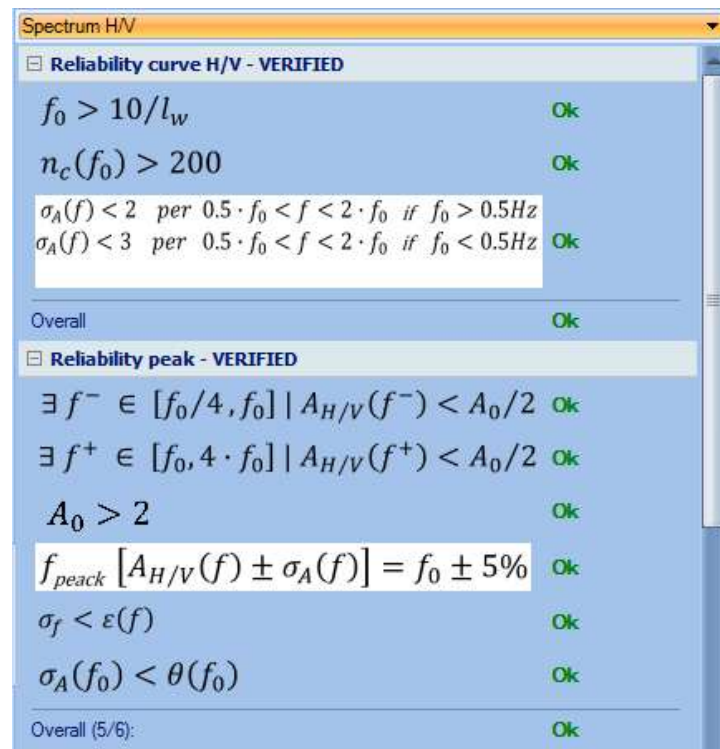 Spectrum H/V
Reliability curve H/V - VERIFIED
f₀ > 10/l_w Ok
n_c(f₀) > 200 Ok
σ_A(f) < 2 per 0.5 · f₀ < f < 2 · f₀ if f₀ > 0.5Hz
σ_A(f) < 3 per 0.5 · f₀ < f < 2 · f₀ if f₀ < 0.5Hz Ok
Overall Ok
Reliability peak - VERIFIED
∃ f⁻ ∈ [f₀/4, f₀] | A_H/V(f⁻) < A₀/2 Ok
∃ f⁺ ∈ [f₀, 4 · f₀] | A_H/V(f⁺) < A₀/2 Ok
A₀ > 2 Ok
f_peack [A_H/V(f) ± σ_A(f)] = f₀ ± 5% Ok
σ_f < ε(f) Ok
σ_A(f₀) < θ(f₀) Ok
Overall (5/6): Ok